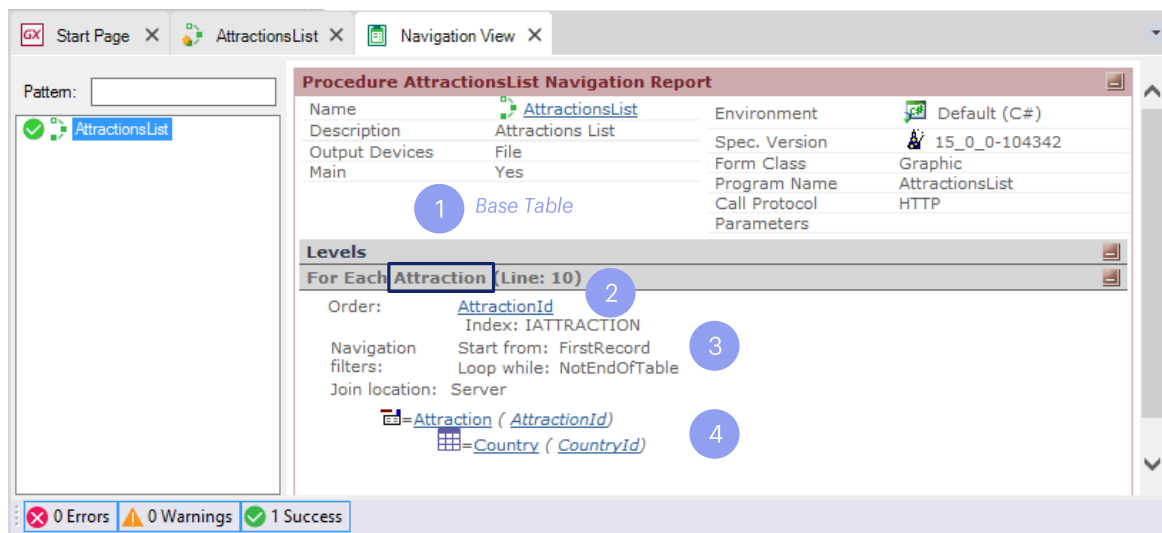 GX Start Page AttractionsList Navigation View
Pattern:
AttractionsList
Procedure AttractionsList Navigation Report
Name AttractionsList
Description Attractions List
Output Devices File
Main Yes
Environment C# Default (C#)
Spec. Version 15_0_0-104342
Form Class Graphic
Program Name AttractionsList
Call Protocol HTTP
Parameters
1 Base Table
Levels
For Each Attraction (Line: 10)
2
Order: AttractionId
Index: IATTRACTION
Navigation filters: Start from: FirstRecord
Loop while: NotEndOfTable
3
Join location: Server
=Attraction ( AttractionId)
=Country ( CountryId)
4
0 Errors 0 Warnings 1 Success